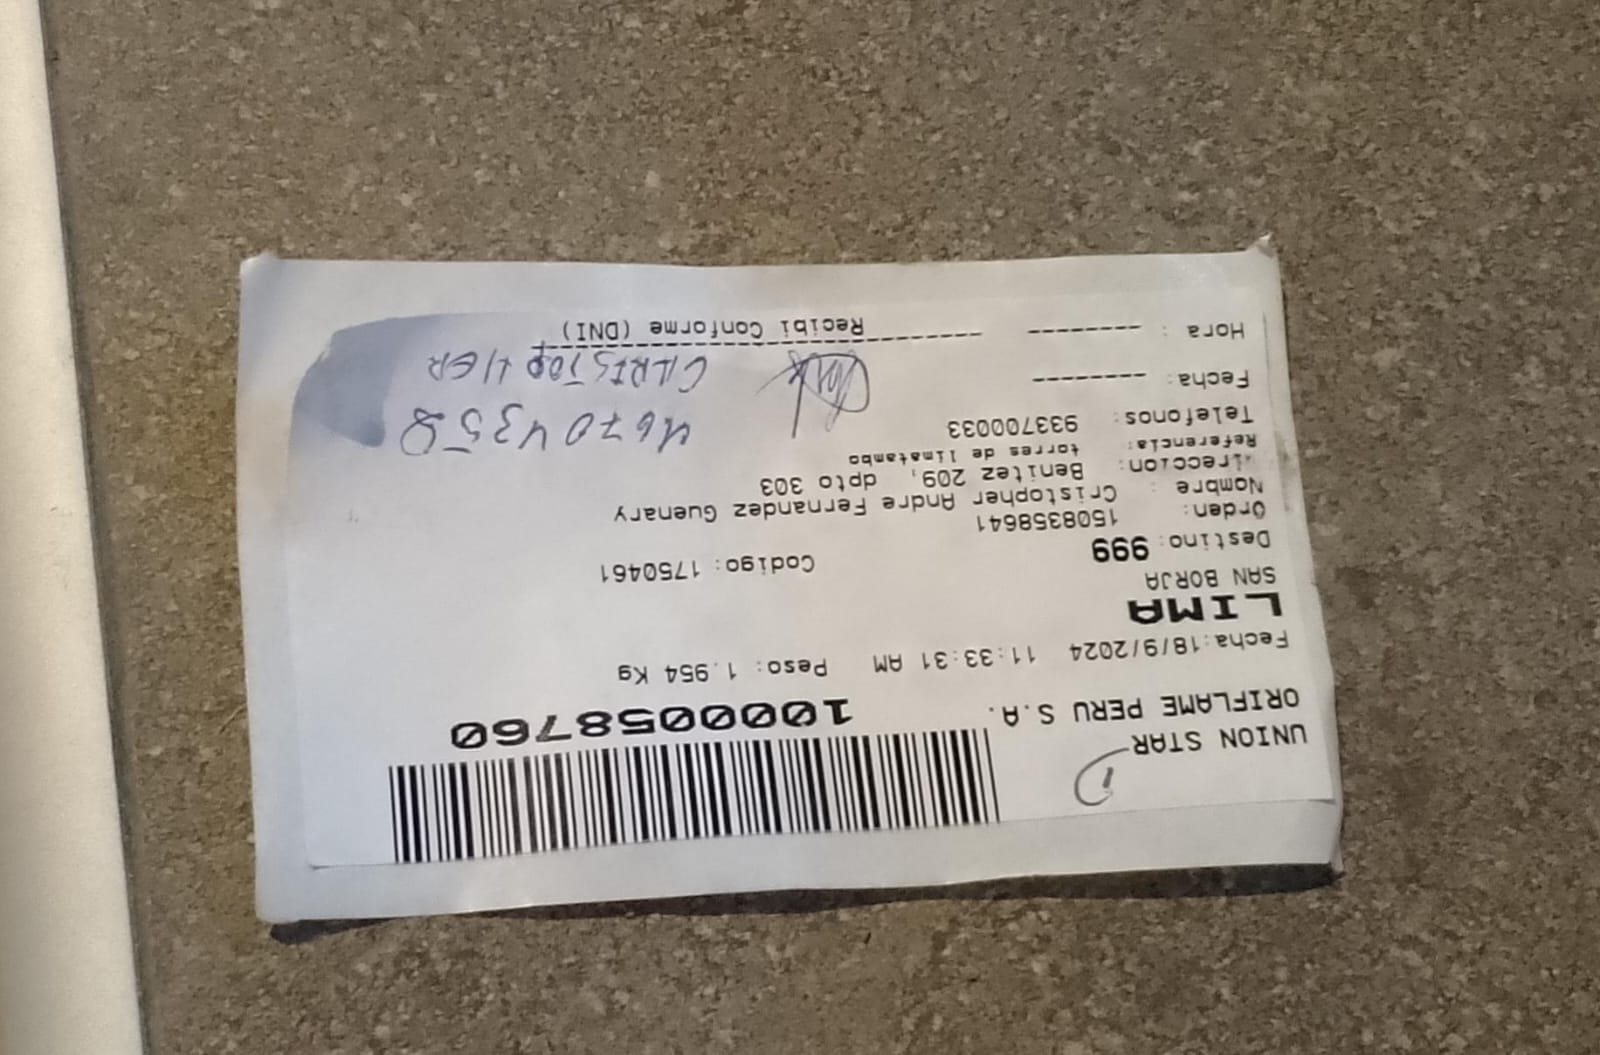 UNION STAR
ORIFLAME PERU S.A.
1000058760
Fecha:18/9/2024 11:33:31 AM Peso: 1.954 Kg
LIMA
SAN BORJA
Destino: 999 Codigo: 1750461
Orden: 1508358641
Nombre : Cristopher Andre Fernandez Guenary
Direccion: Benitez 209, dpto 303
Referencia: torres de limatambo
Telefonos: 933700033
46704358
Fecha: --------
CHRISTOPHER
Hora : --------
Recibi Conforme (DNI)